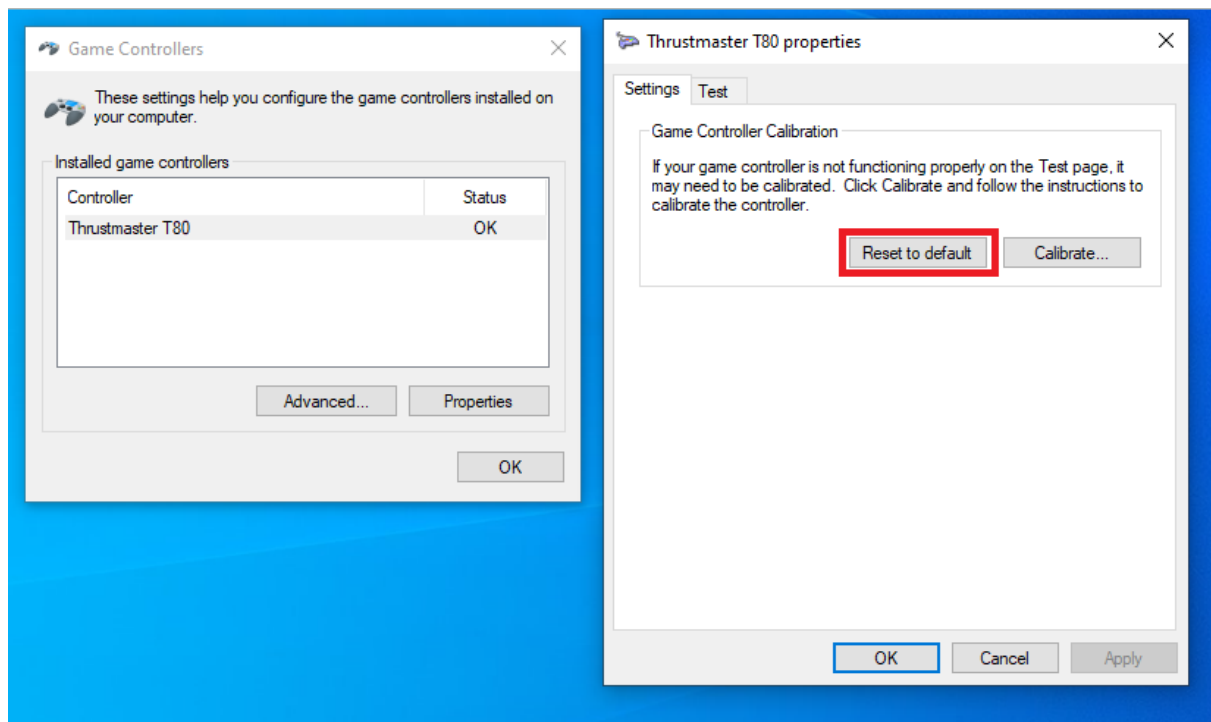 Game Controllers
These settings help you configure the game controllers installed on
your computer.
Installed game controllers
Controller Status
Thrustmaster T80 OK
Advanced... Properties
OK
Thrustmaster T80 properties
Settings Test
Game Controller Calibration
If your game controller is not functioning properly on the Test page, it
may need to be calibrated. Click Calibrate and follow the instructions to
calibrate the controller.
Reset to default Calibrate...
OK Cancel Apply